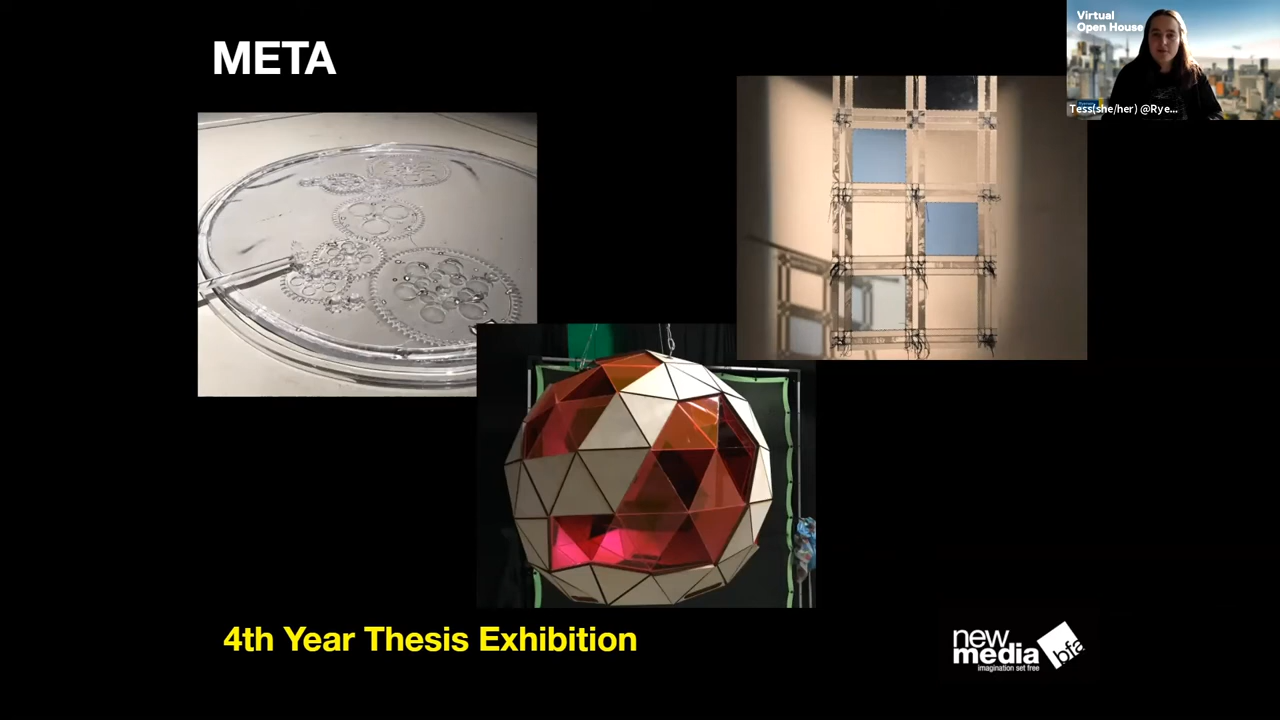 META
Virtual
Open House
Tess(she/her) @Rye...
4th Year Thesis Exhibition
new
media
bfa
imagination set free